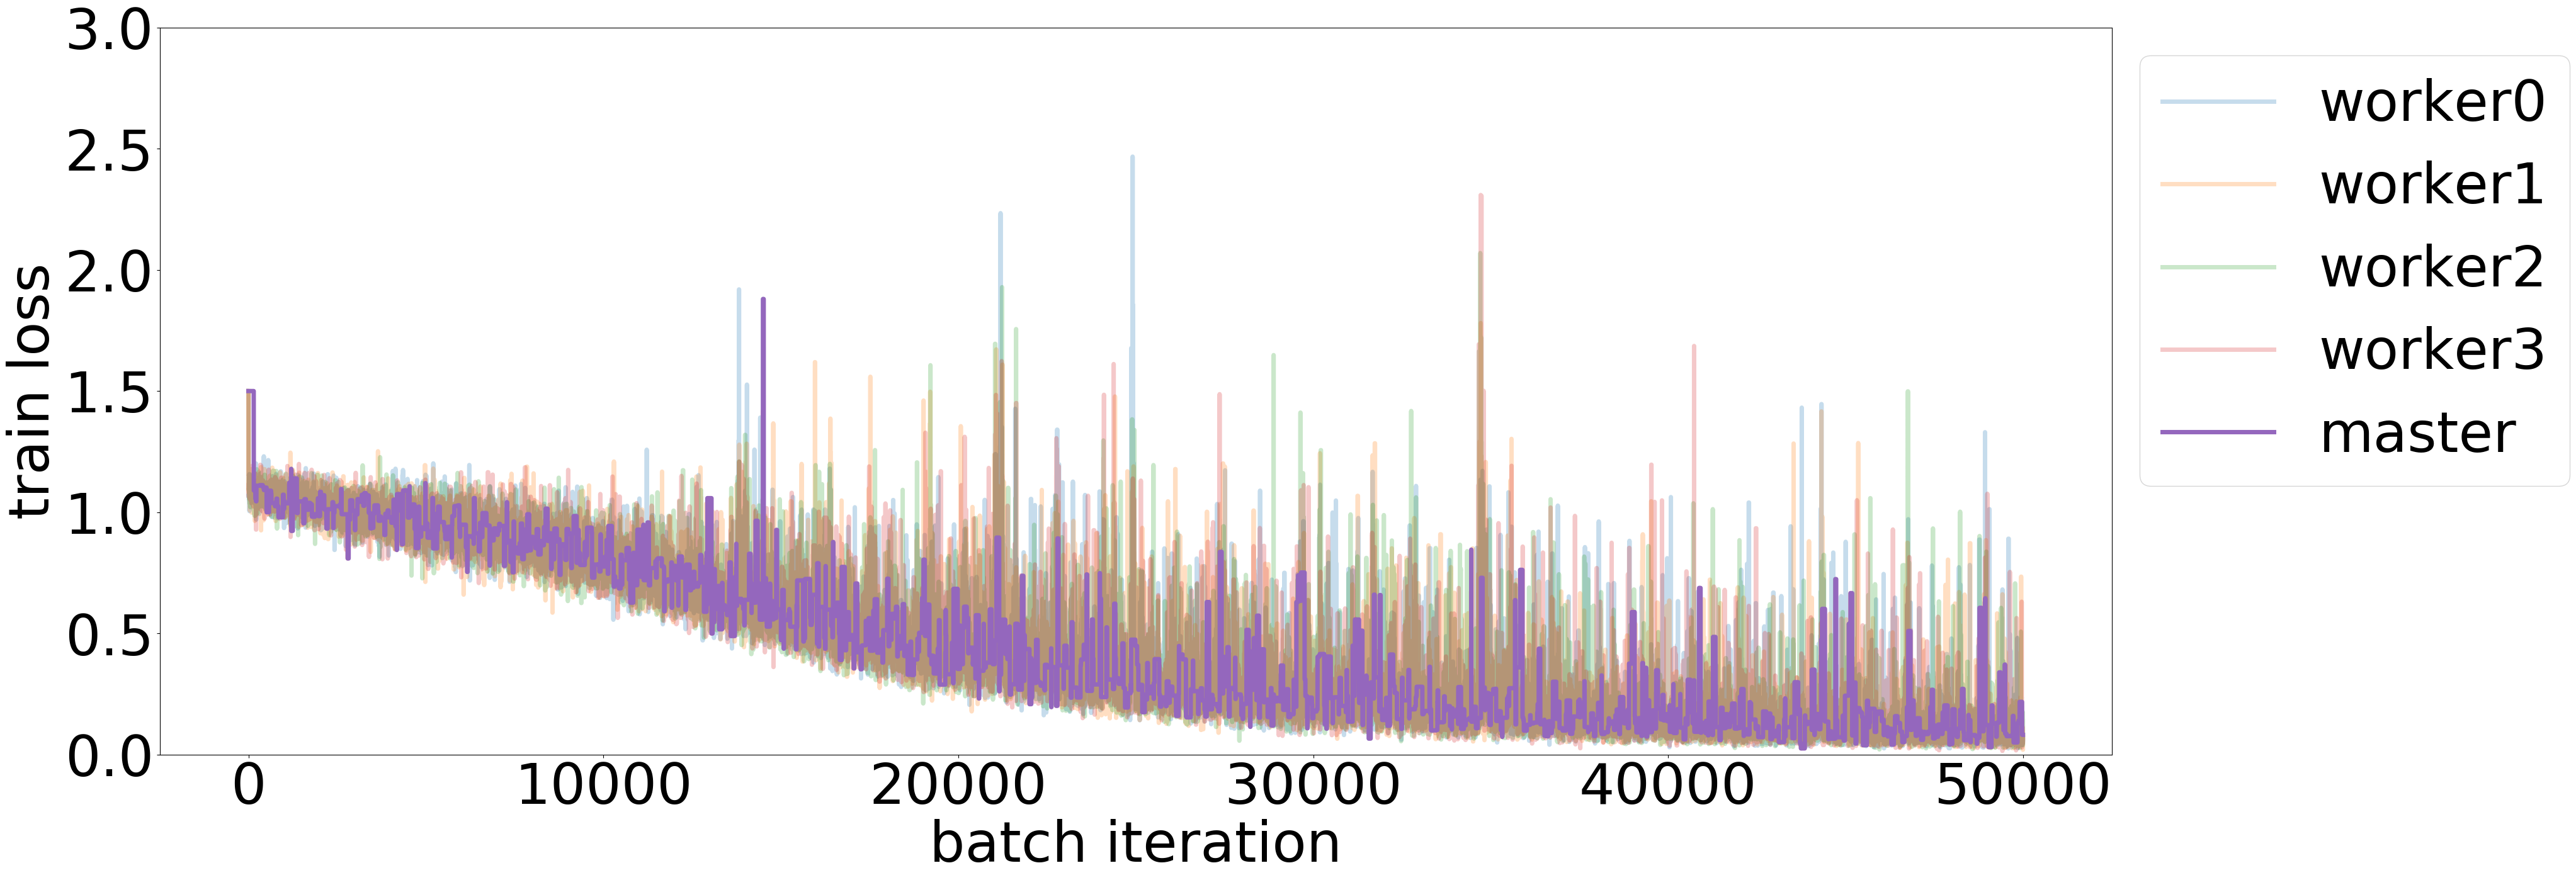 3.0
2.5
2.0
1.5
1.0
0.5
0.0
train loss
0 10000 20000 30000 40000 50000
batch iteration
worker0
worker1
worker2
worker3
master